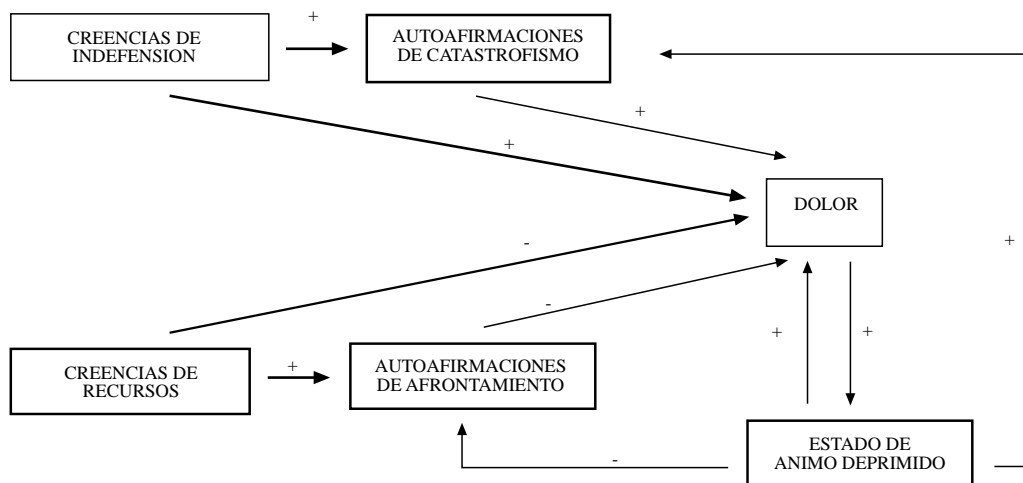 +
CREENCIAS DE
INDEFENSION
AUTOAFIRMACIONES
DE CATASTROFISMO
+
+
DOLOR
-
+
-
+
+
CREENCIAS DE
RECURSOS
+
AUTOAFIRMACIONES
DE AFRONTAMIENTO
-
ESTADO DE
ANIMO DEPRIMIDO